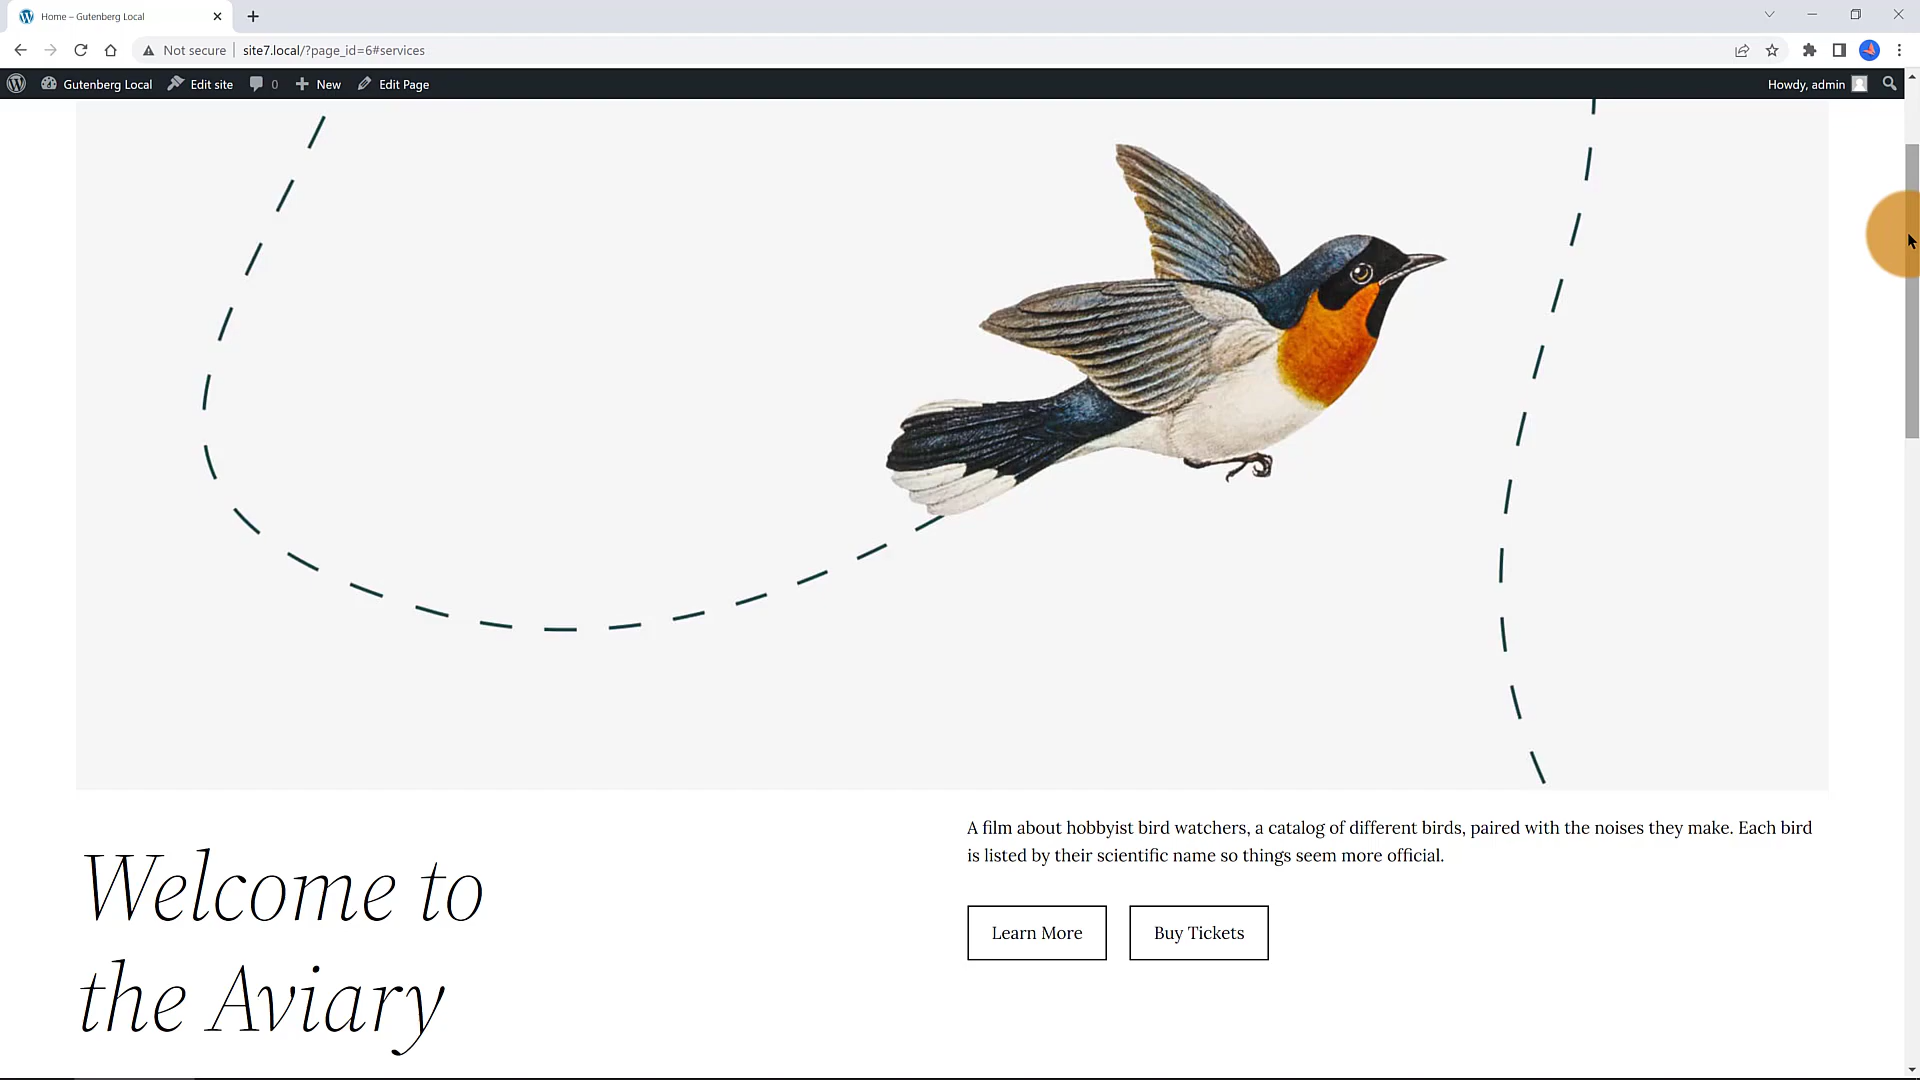 Home – Gutenberg Local
Not secure
site7.local/?page_id=6#services
Gutenberg Local
Edit site
0
New
Edit Page
Howdy, admin
A film about hobbyist bird watchers, a catalog of different birds, paired with the noises they make. Each bird
is listed by their scientific name so things seem more official.
Welcome to
the Aviary
Learn More
Buy Tickets